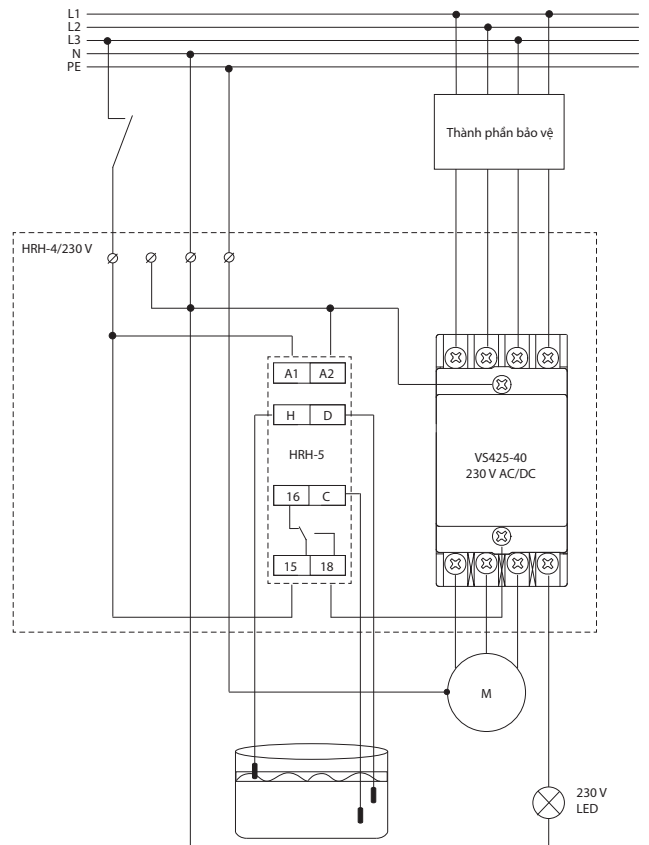 L1
L2
L3
N
PE
Thành phần bảo vệ
HRH-4/230 V
A1 A2
H D
HRH-5
16 C
15 18
VS425-40
230 V AC/DC
M
230 V
LED